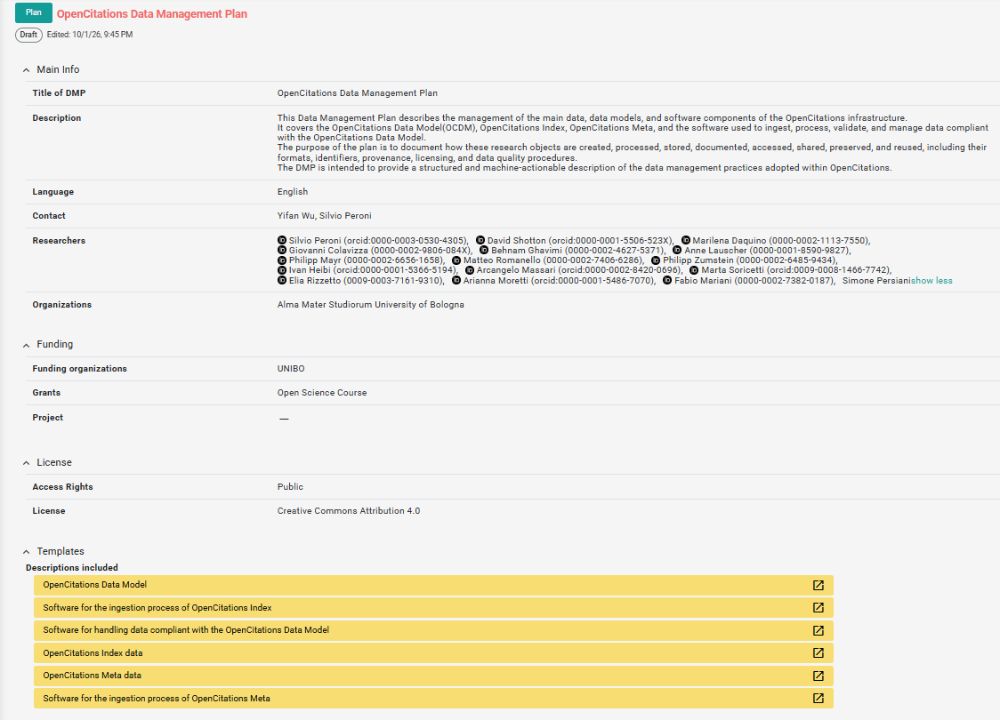 Plan OpenCitations Data Management Plan
Draft Edited: 10/1/26, 9:45 PM
Main Info
Title of DMP OpenCitations Data Management Plan
Description This Data Management Plan describes the management of the main data, data models, and software components of the OpenCitations infrastructure.
It covers the OpenCitations Data Model(OCDM), OpenCitations Index, OpenCitations Meta, and the software used to ingest, process, validate, and manage data compliant
with the OpenCitations Data Model.
The purpose of the plan is to document how these research objects are created, processed, stored, documented, accessed, shared, preserved, and reused, including their
formats, identifiers, provenance, licensing, and data quality procedures.
The DMP is intended to provide a structured and machine-actionable description of the data management practices adopted within OpenCitations.
Language English
Contact Yifan Wu, Silvio Peroni
Researchers iD Silvio Peroni (orcid:0000-0003-0530-4305), iD David Shotton (orcid:0000-0001-5506-523X), iD Marilena Daquino (0000-0002-1113-7550),
iD Giovanni Colavizza (0000-0002-9806-084X), iD Behnam Ghavimi (0000-0002-4627-5371), iD Anne Lauscher (0000-0001-8590-9827),
iD Philipp Mayr (0000-0002-6656-1658), iD Matteo Romanello (0000-0002-7406-6286), iD Philipp Zumstein (0000-0002-6485-9434),
iD Ivan Heibi (orcid:0000-0001-5366-5194), iD Arcangelo Massari (orcid:0000-0002-8420-0696), iD Marta Soricetti (orcid:0009-0008-1466-7742),
iD Elia Rizzetto (0009-0003-7161-9310), iD Arianna Moretti (orcid:0000-0001-5486-7070), iD Fabio Mariani (0000-0002-7382-0187), Simone Persianishow less
Organizations Alma Mater Studiorum University of Bologna
Funding
Funding organizations UNIBO
Grants Open Science Course
Project —
License
Access Rights Public
License Creative Commons Attribution 4.0
Templates
Descriptions included
OpenCitations Data Model
Software for the ingestion process of OpenCitations Index
Software for handling data compliant with the OpenCitations Data Model
OpenCitations Index data
OpenCitations Meta data
Software for the ingestion process of OpenCitations Meta